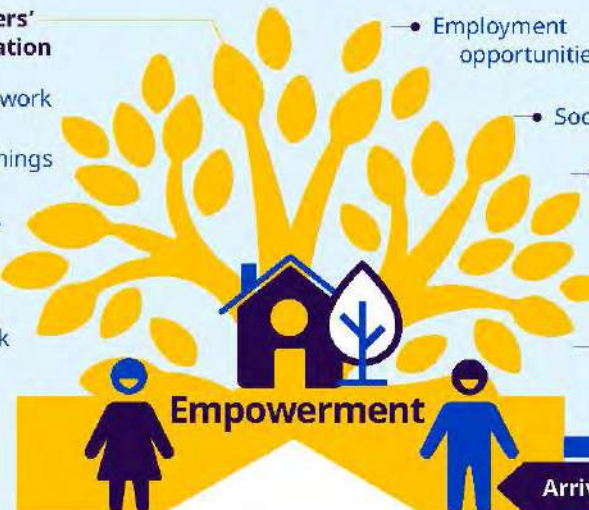 ers'
ation
work
nings
k
Employment
opportunitie
Soc
Empowerment
Arriv